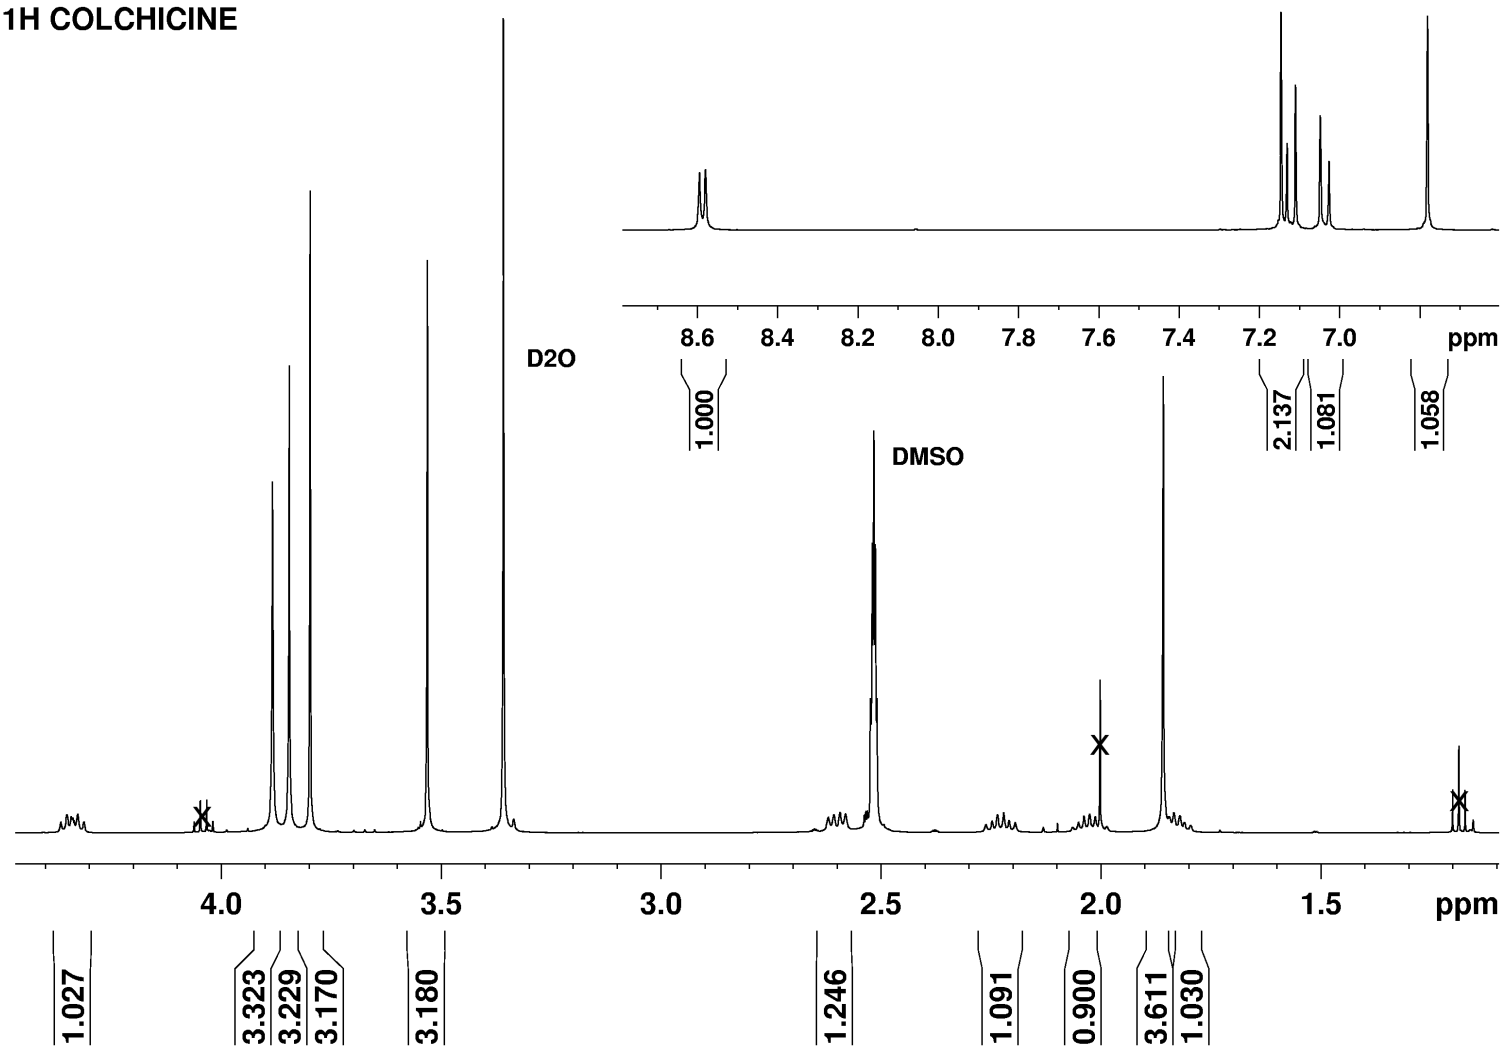 1H COLCHICINE
8.6 8.4 8.2 8.0 7.8 7.6 7.4 7.2 7.0 ppm
D2O
1.000 2.137 1.081 1.058
DMSO
X X X
4.0 3.5 3.0 2.5 2.0 1.5 ppm
1.027 3.323 3.229 3.170 3.180 1.246 1.091 0.900 3.611 1.030